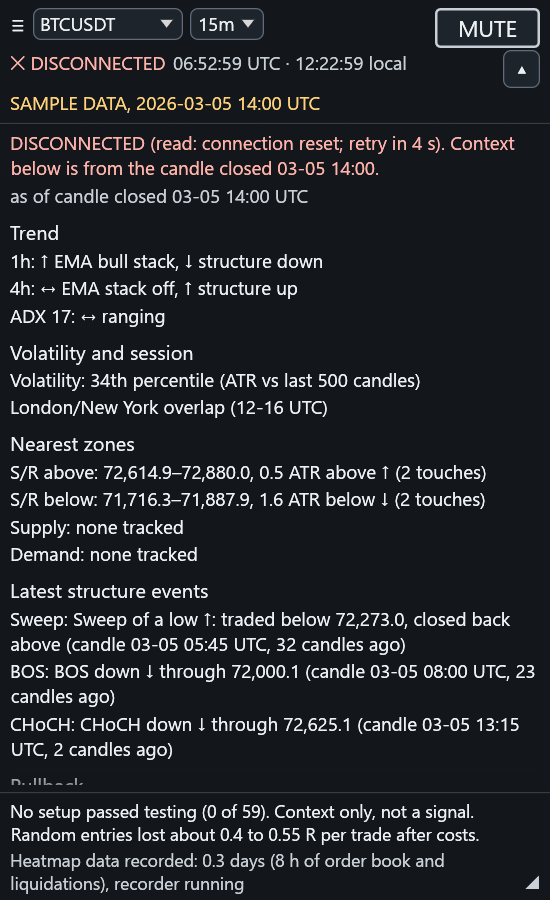 BTCUSDT 15m MUTE
DISCONNECTED 06:52:59 UTC · 12:22:59 local
SAMPLE DATA, 2026-03-05 14:00 UTC
DISCONNECTED (read: connection reset; retry in 4 s). Context
below is from the candle closed 03-05 14:00.
as of candle closed 03-05 14:00 UTC
Trend
1h: ↑ EMA bull stack, ↓ structure down
4h: ↔ EMA stack off, ↑ structure up
ADX 17: ↔ ranging
Volatility and session
Volatility: 34th percentile (ATR vs last 500 candles)
London/New York overlap (12-16 UTC)
Nearest zones
S/R above: 72,614.9–72,880.0, 0.5 ATR above ↑ (2 touches)
S/R below: 71,716.3–71,887.9, 1.6 ATR below ↓ (2 touches)
Supply: none tracked
Demand: none tracked
Latest structure events
Sweep: Sweep of a low ↑: traded below 72,273.0, closed back
above (candle 03-05 05:45 UTC, 32 candles ago)
BOS: BOS down ↓ through 72,000.1 (candle 03-05 08:00 UTC, 23
candles ago)
CHoCH: CHoCH down ↓ through 72,625.1 (candle 03-05 13:15
UTC, 2 candles ago)
Pullback
No setup passed testing (0 of 59). Context only, not a signal.
Random entries lost about 0.4 to 0.55 R per trade after costs.
Heatmap data recorded: 0.3 days (8 h of order book and
liquidations), recorder running